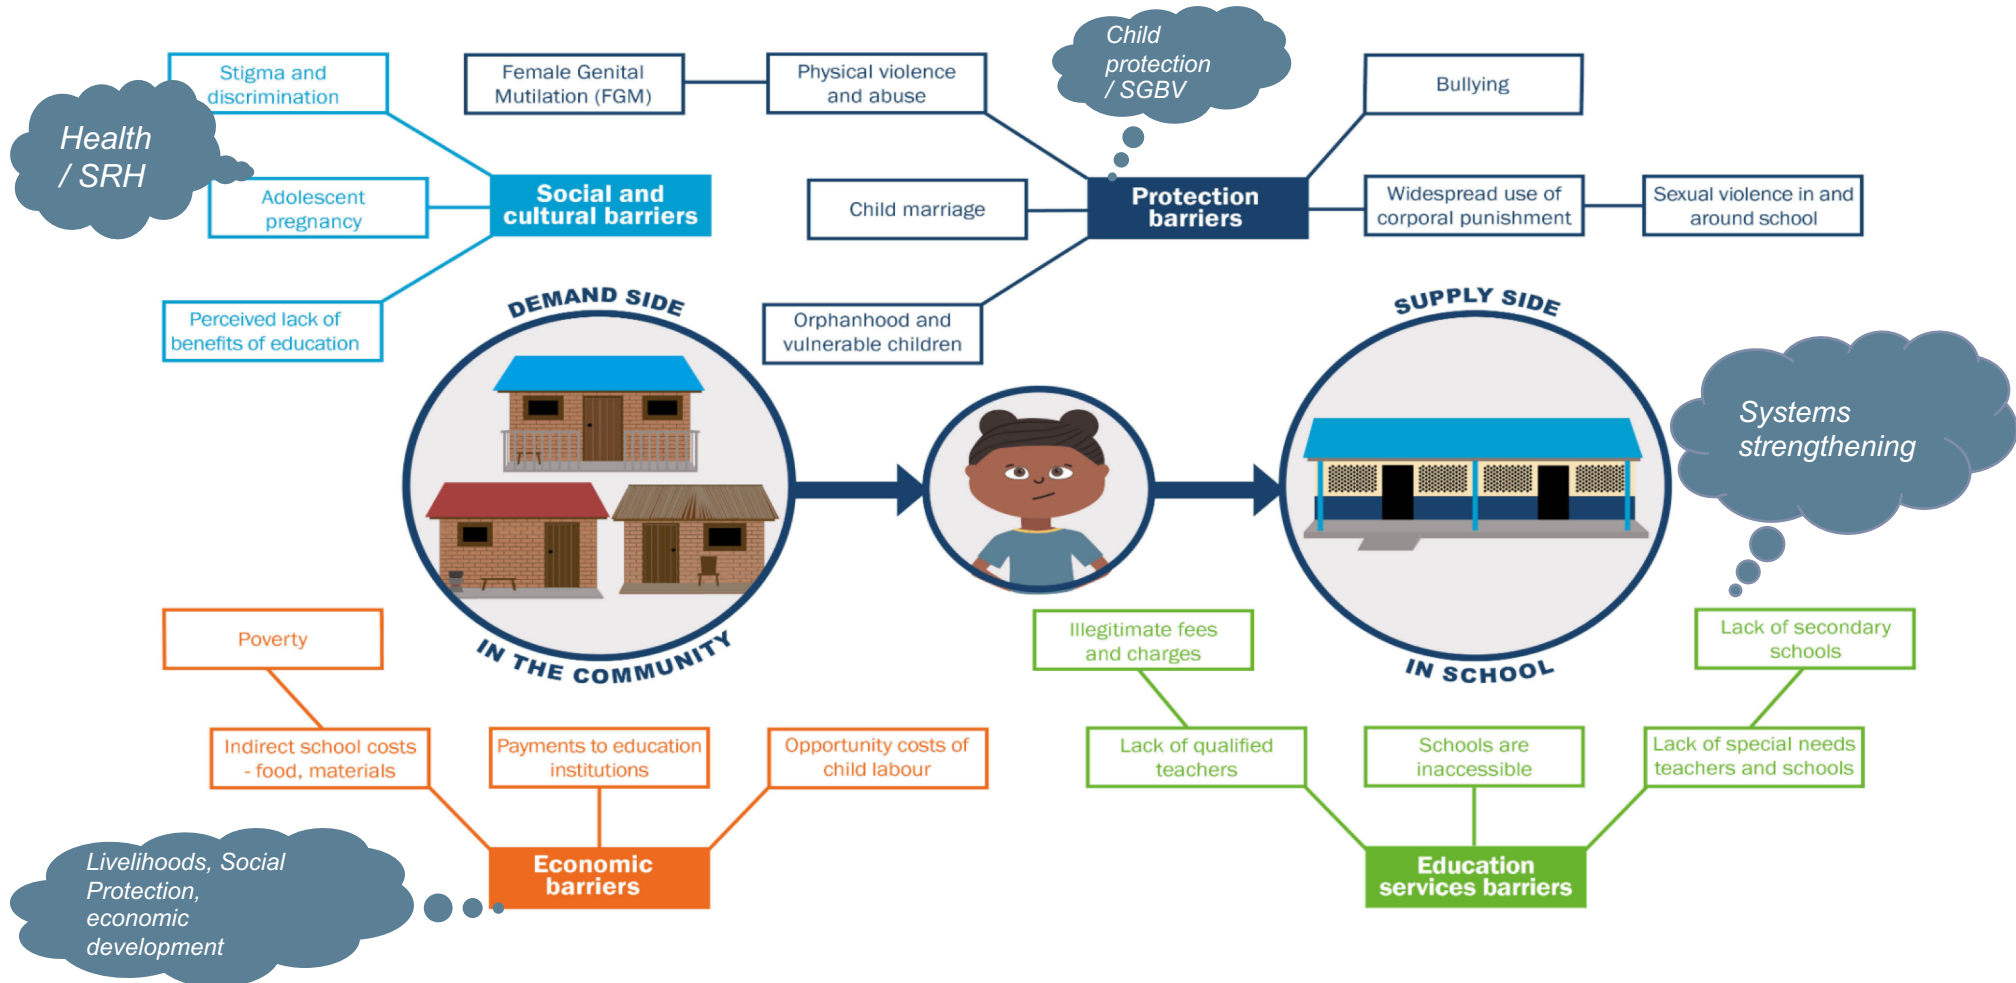 Stigma and
discrimination
Female Genital
Mutilation (FGM)
Physical violence
and abuse
Child
protection
/ SGBV
Bullying
Health
/ SRH
Adolescent
pregnancy
Social and
cultural barriers
Child marriage
Protection
barriers
Widespread use of
corporal punishment
Sexual violence in and
around school
Perceived lack of
benefits of education
DEMAND SIDE
Orphanhood and
vulnerable children
SUPPLY SIDE
Systems
strengthening
IN THE COMMUNITY
IN SCHOOL
Poverty
Illegitimate fees
and charges
Lack of secondary
schools
Indirect school costs
- food, materials
Payments to education
institutions
Opportunity costs of
child labour
Lack of qualified
teachers
Schools are
inaccessible
Lack of special needs
teachers and schools
Livelihoods, Social
Protection,
economic
development
Economic
barriers
Education
services barriers